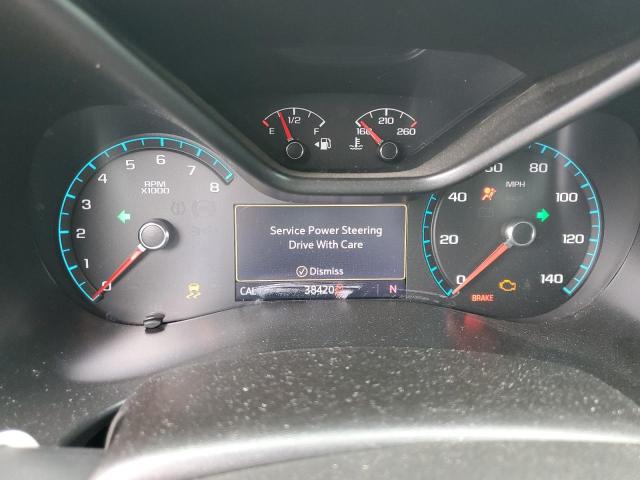 1/2
E F
210
160 260
RPM
X1000
0 1 2 3 4 5 6 7 8
MPH
0 20 40 80 100 120 140
Service Power Steering
Drive With Care
Dismiss
38420
N
BRAKE